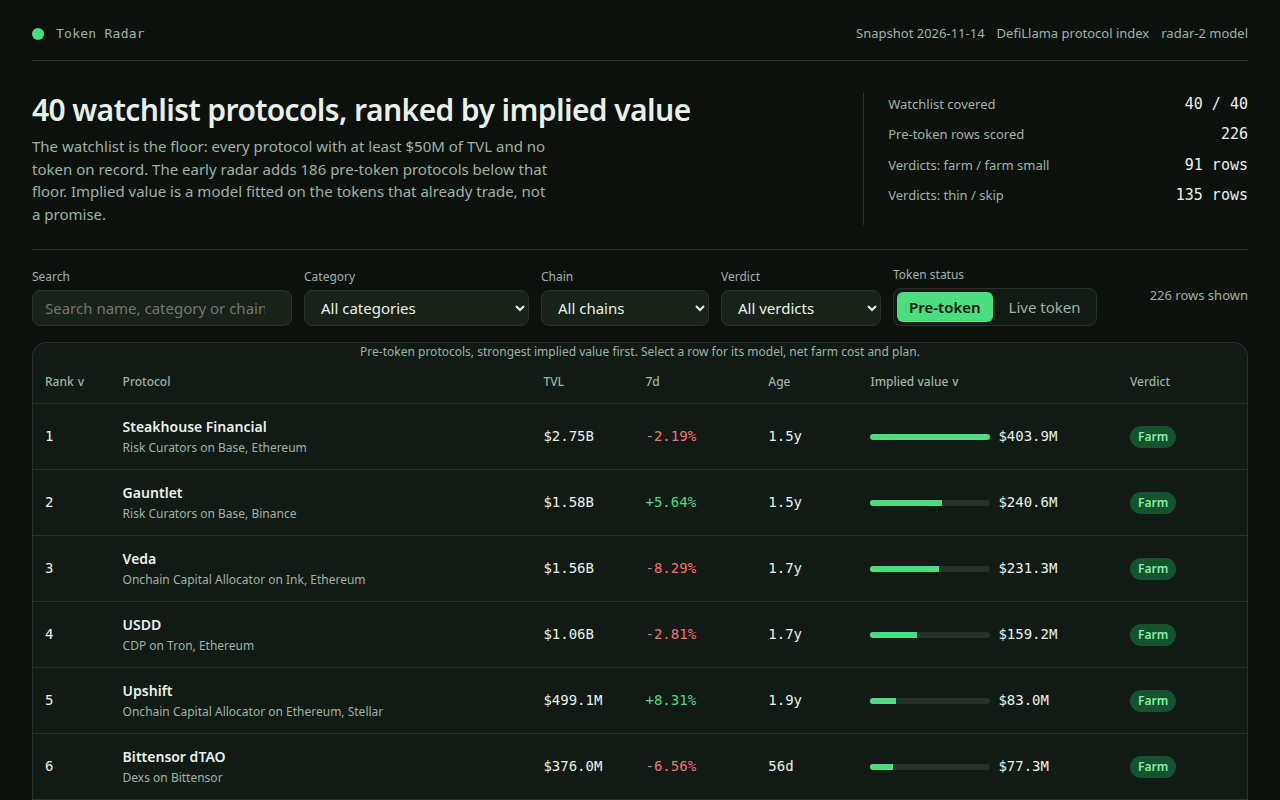 Token Radar
Snapshot 2026-11-14 DefiLlama protocol index radar-2 model
40 watchlist protocols, ranked by implied value
The watchlist is the floor: every protocol with at least $50M of TVL and no
token on record. The early radar adds 186 pre-token protocols below that
floor. Implied value is a model fitted on the tokens that already trade, not
a promise.
Watchlist covered 40 / 40
Pre-token rows scored 226
Verdicts: farm / farm small 91 rows
Verdicts: thin / skip 135 rows
Search Category Chain Verdict Token status
Search name, category or chain All categories All chains All verdicts Pre-token Live token 226 rows shown
Pre-token protocols, strongest implied value first. Select a row for its model, net farm cost and plan.
Rank v Protocol TVL 7d Age Implied value v Verdict
1 Steakhouse Financial $2.75B -2.19% 1.5y $403.9M Farm
Risk Curators on Base, Ethereum
2 Gauntlet $1.58B +5.64% 1.5y $240.6M Farm
Risk Curators on Base, Binance
3 Veda $1.56B -8.29% 1.7y $231.3M Farm
Onchain Capital Allocator on Ink, Ethereum
4 USDD $1.06B -2.81% 1.7y $159.2M Farm
CDP on Tron, Ethereum
5 Upshift $499.1M +8.31% 1.9y $83.0M Farm
Onchain Capital Allocator on Ethereum, Stellar
6 Bittensor dTAO $376.0M -6.56% 56d $77.3M Farm
Dexs on Bittensor